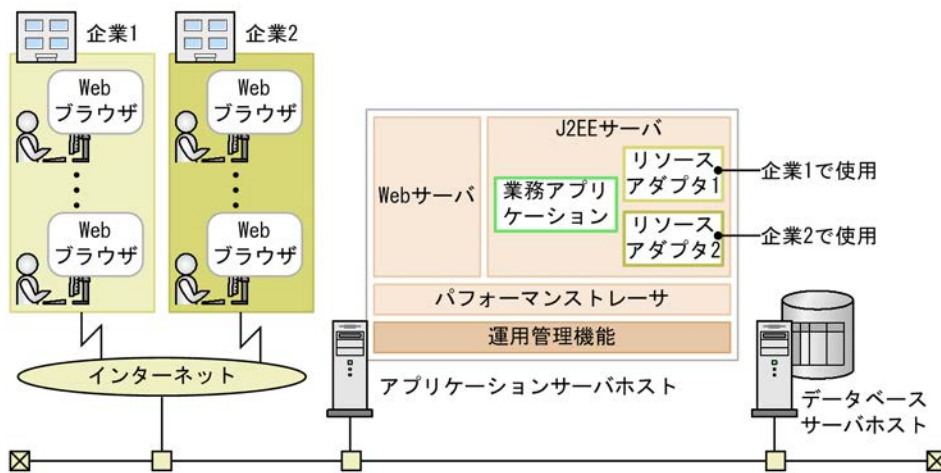 企業1
企業2
Web
ブラウザ
Web
ブラウザ
Web
ブラウザ
Web
ブラウザ
J2EEサーバ
Webサーバ
業務アプリ
ケーション
リソース
アダプタ1
リソース
アダプタ2
企業1で使用
企業2で使用
パフォーマンストレーサ
運用管理機能
インターネット
アプリケーションサーバホスト
データベース
サーバホスト